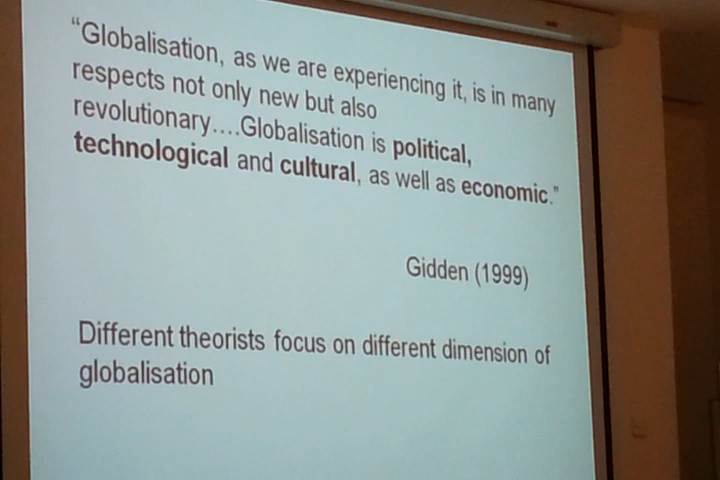 “Globalisation, as we are experiencing it, is in many
respects not only new but also
revolutionary….Globalisation is political,
technological and cultural, as well as economic.”
Gidden (1999)
Different theorists focus on different dimension of
globalisation